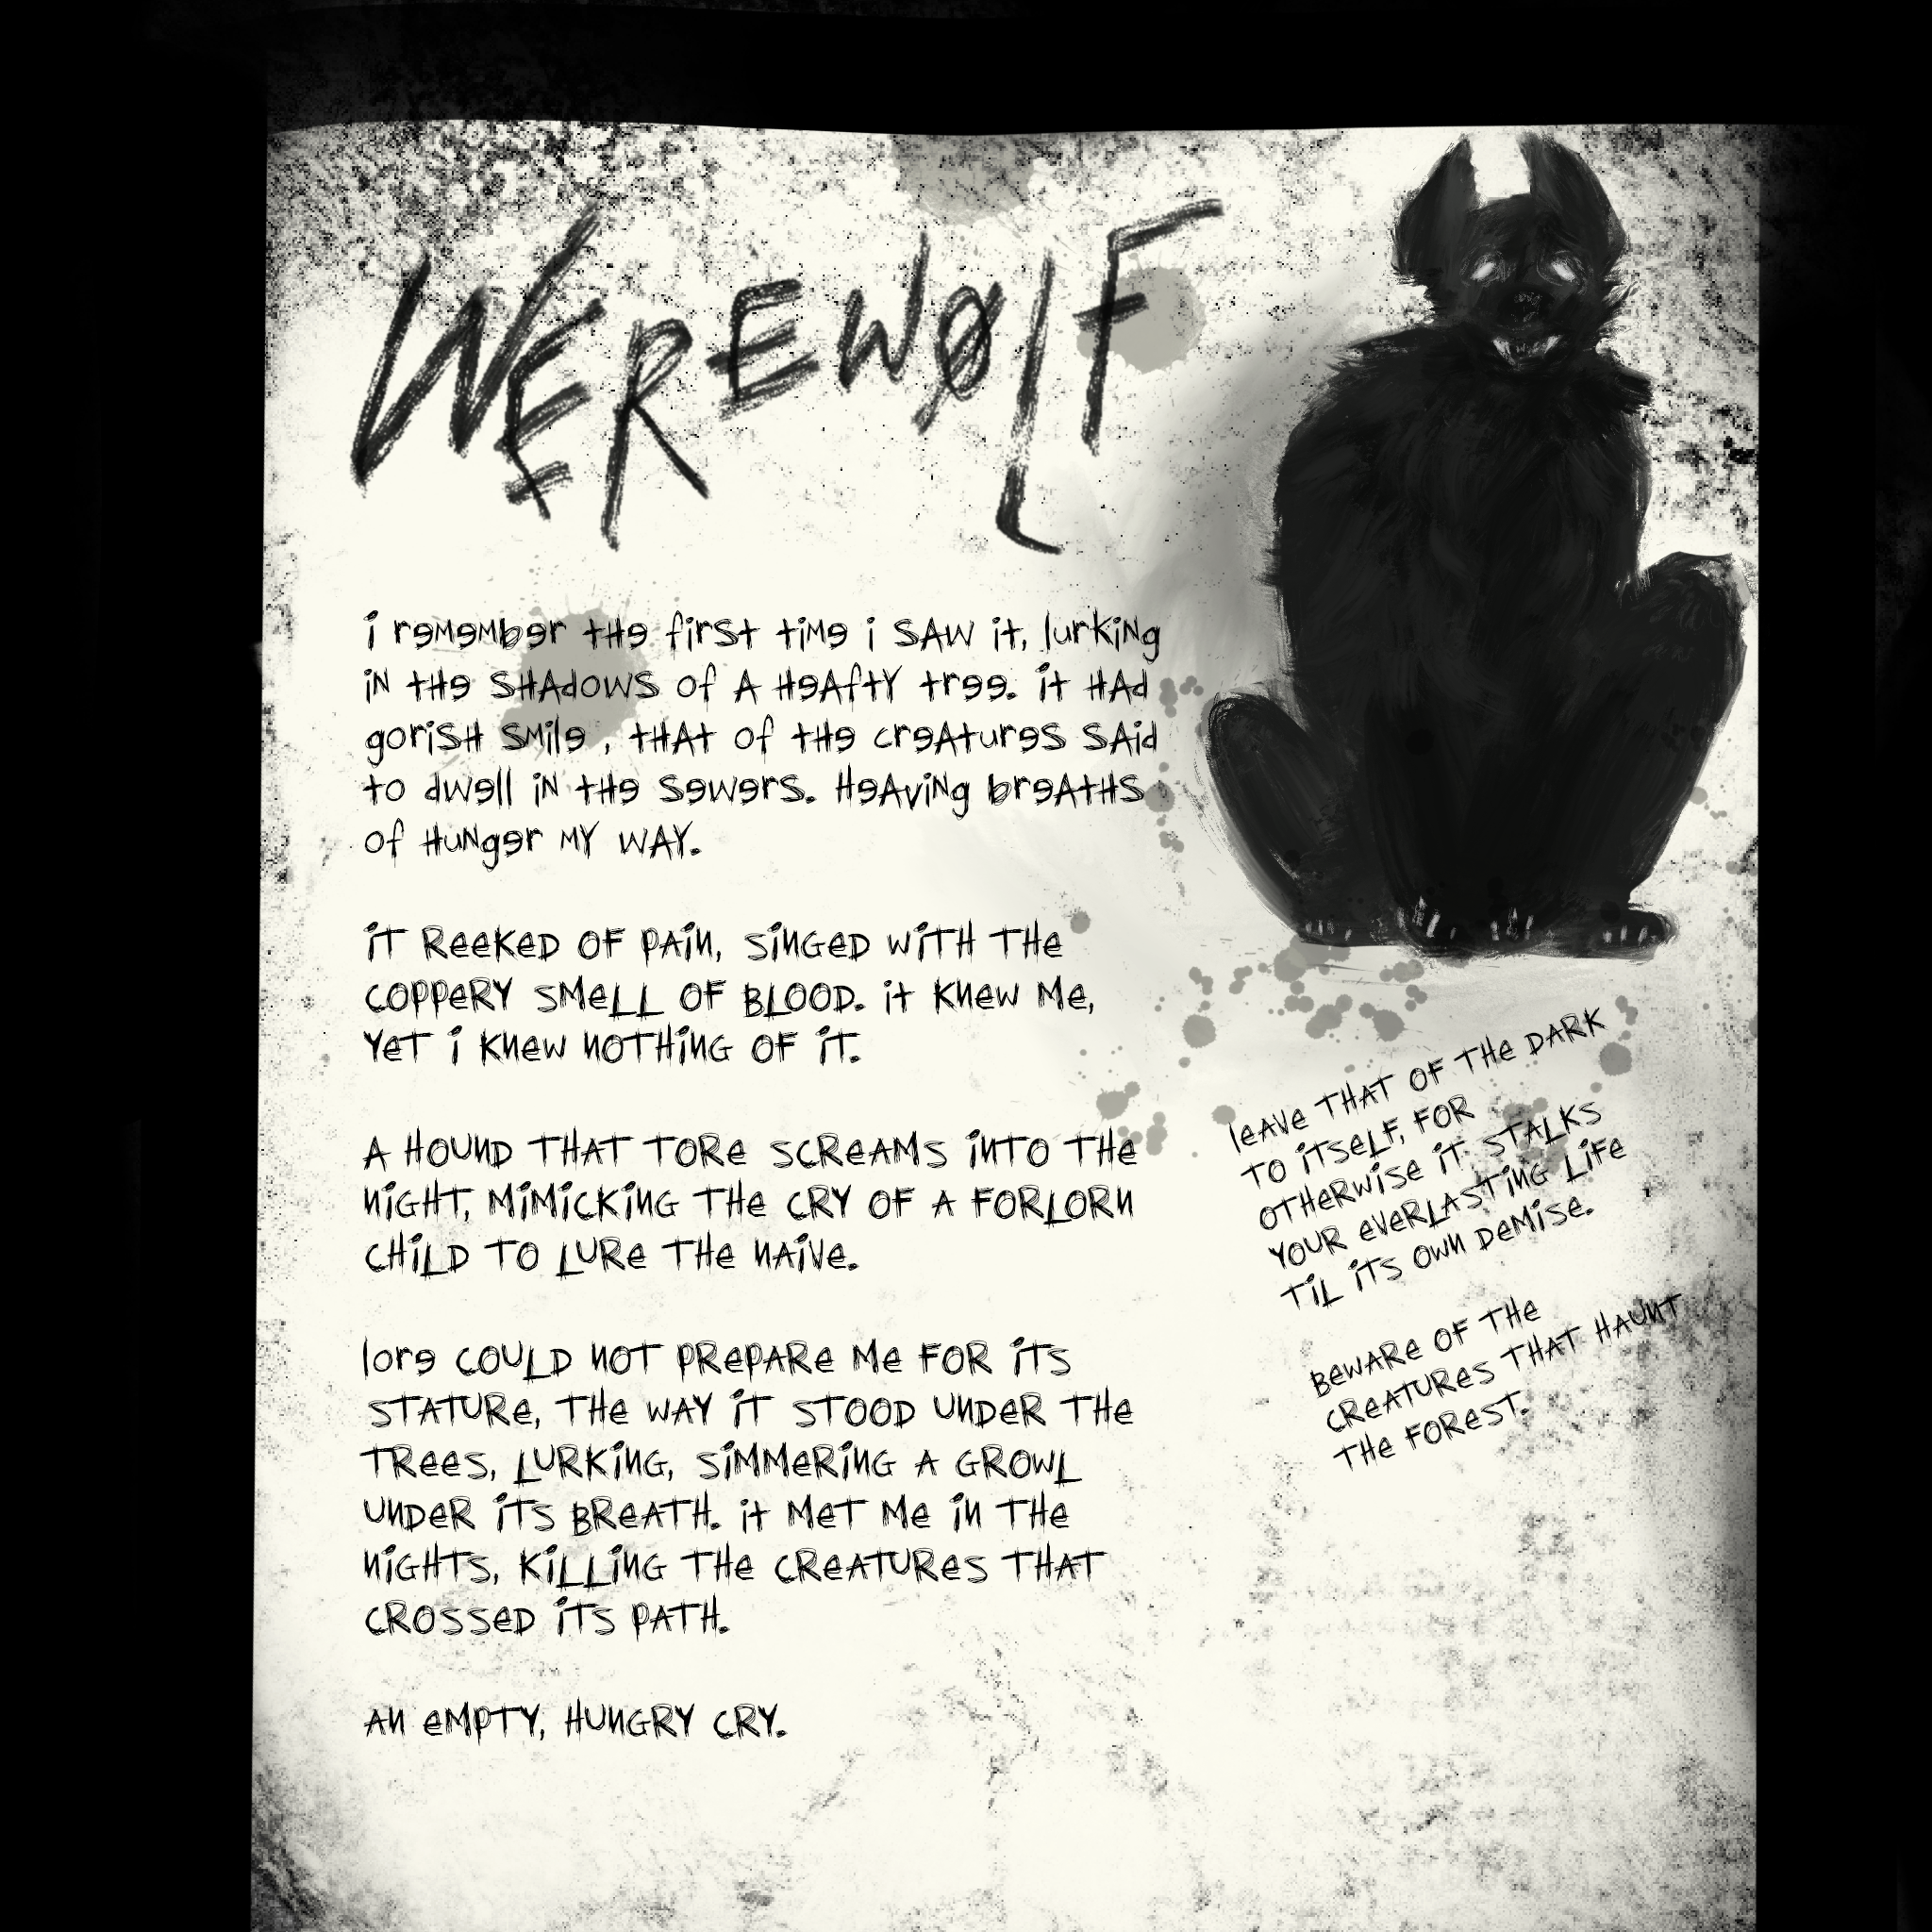 WEREWØLF
i remember the first time i saw it, lurking
in the shadows of a heafty tree. it had
gorish smile , that of the creatures said
to dwell in the sewers. Heaving breaths
of hunger my way.
it reeked of pain, singed with the
coppery smell of blood. it knew me,
yet i knew nothing of it.
A hound that tore screams into the
night, mimicking the cry of a forlorn
child to lure the naive.
lore could not prepare me for its
stature, the way it stood under the
trees, lurking, simmering a growl
under its breath. it met me in the
nights, killing the creatures that
crossed its path.
An empty, hungry cry.
leave that of the dark
to itself, for
otherwise it stalks
your everlasting life
til its own demise.
Beware of the
creatures that haunt
the forest.